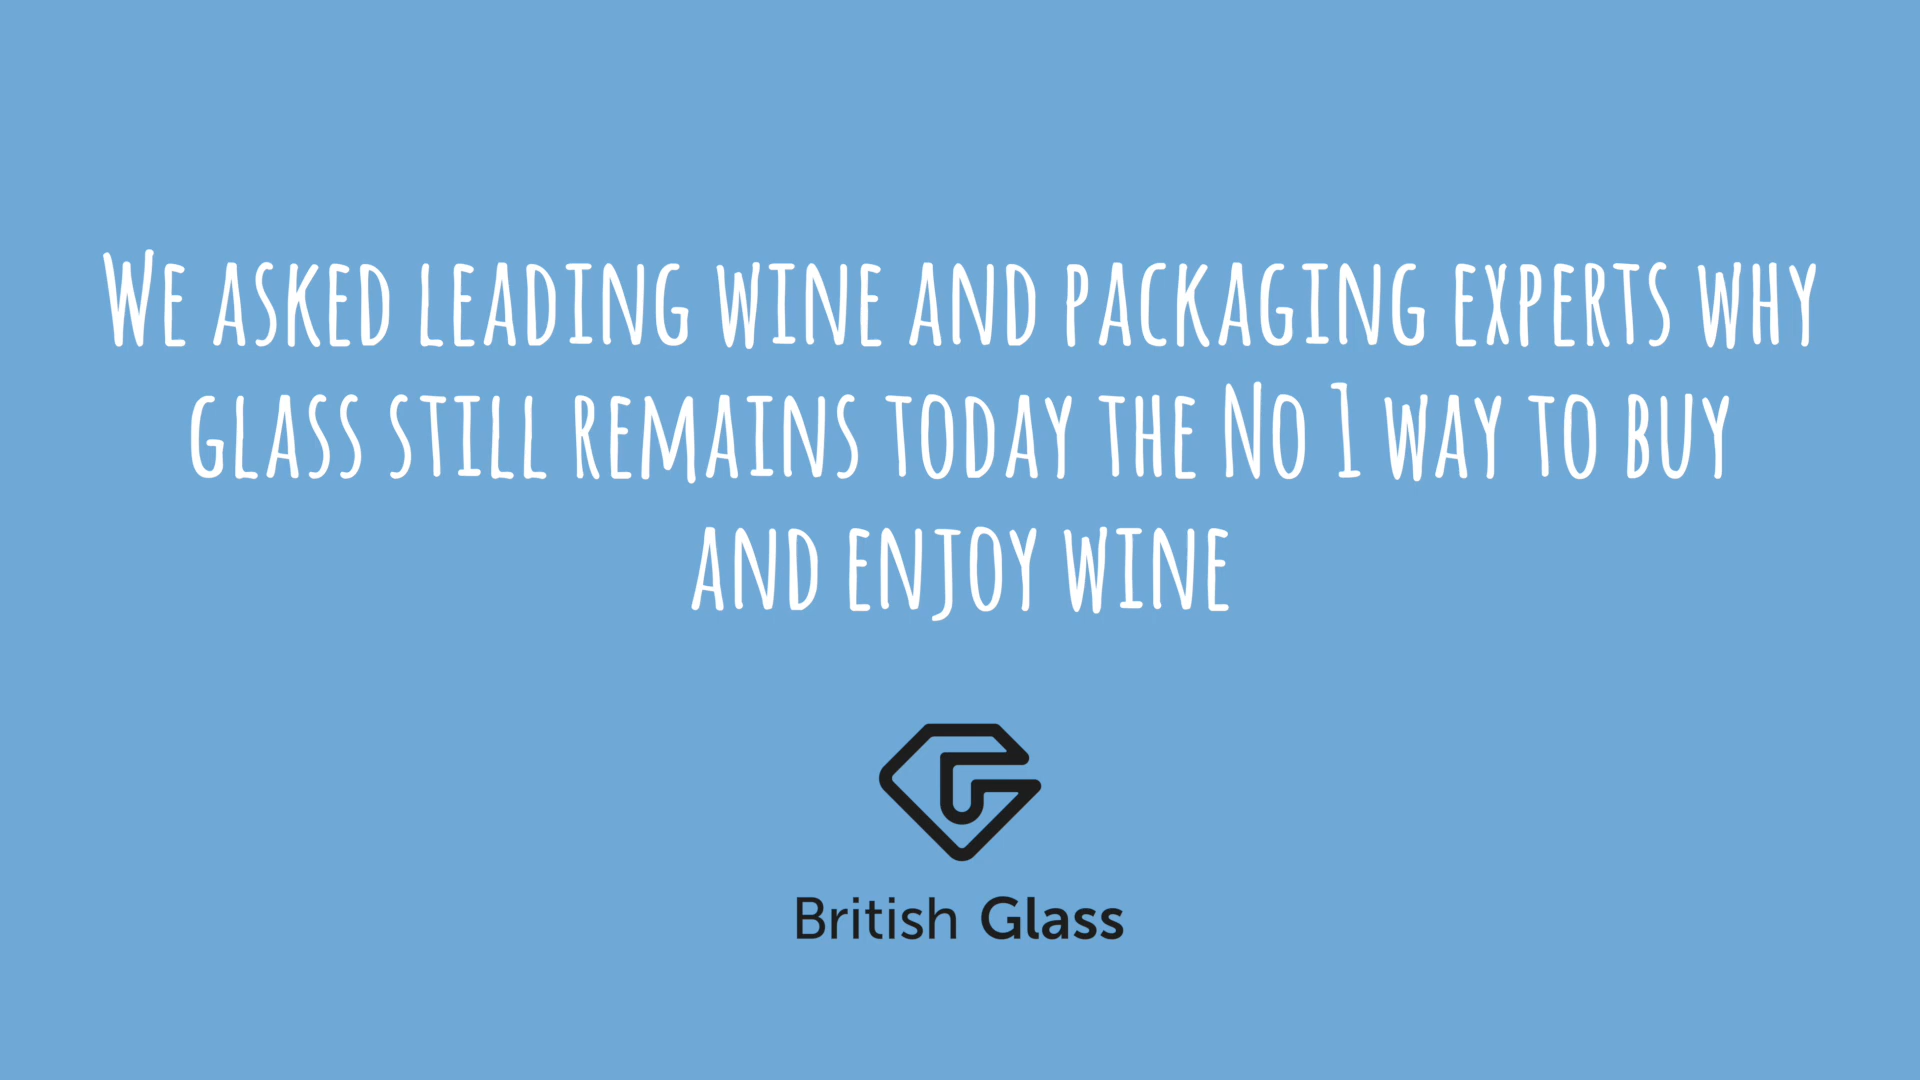 We asked leading wine and packaging experts why
glass still remains today the No 1 way to buy
and enjoy wine
British Glass